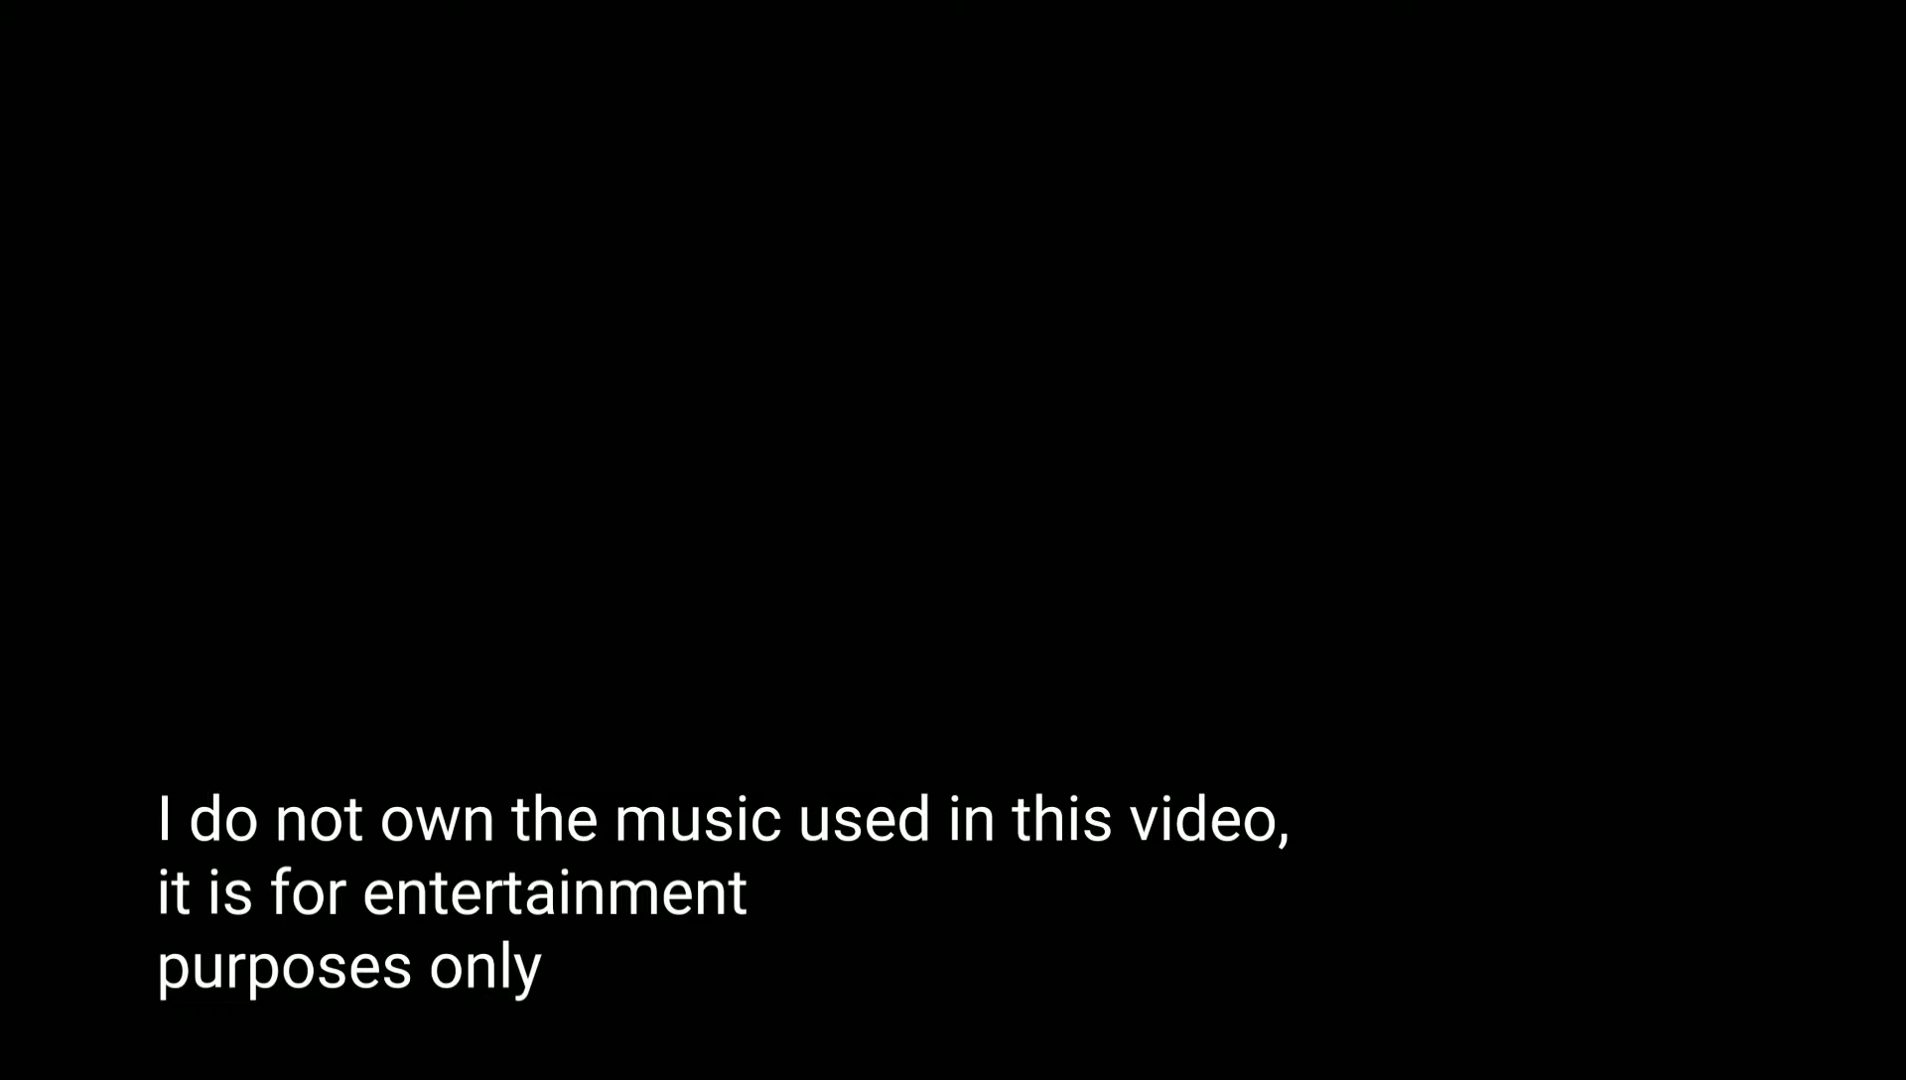 I do not own the music used in this video,
it is for entertainment
purposes only